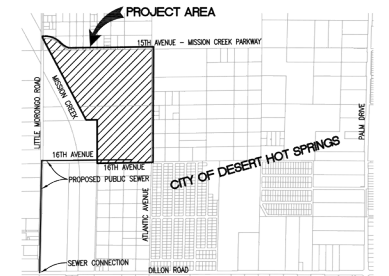 PROJECT AREA
15TH AVENUE - MISSION CREEK PARKWAY
LITTLE MORONGO ROAD
MISSION CREEK
PALM DRIVE
16TH AVENUE
16TH AVENUE
CITY OF DESERT HOT SPRINGS
PROPOSED PUBLIC SEWER
ATLANTIC AVENUE
SEWER CONNECTION
DILLON ROAD